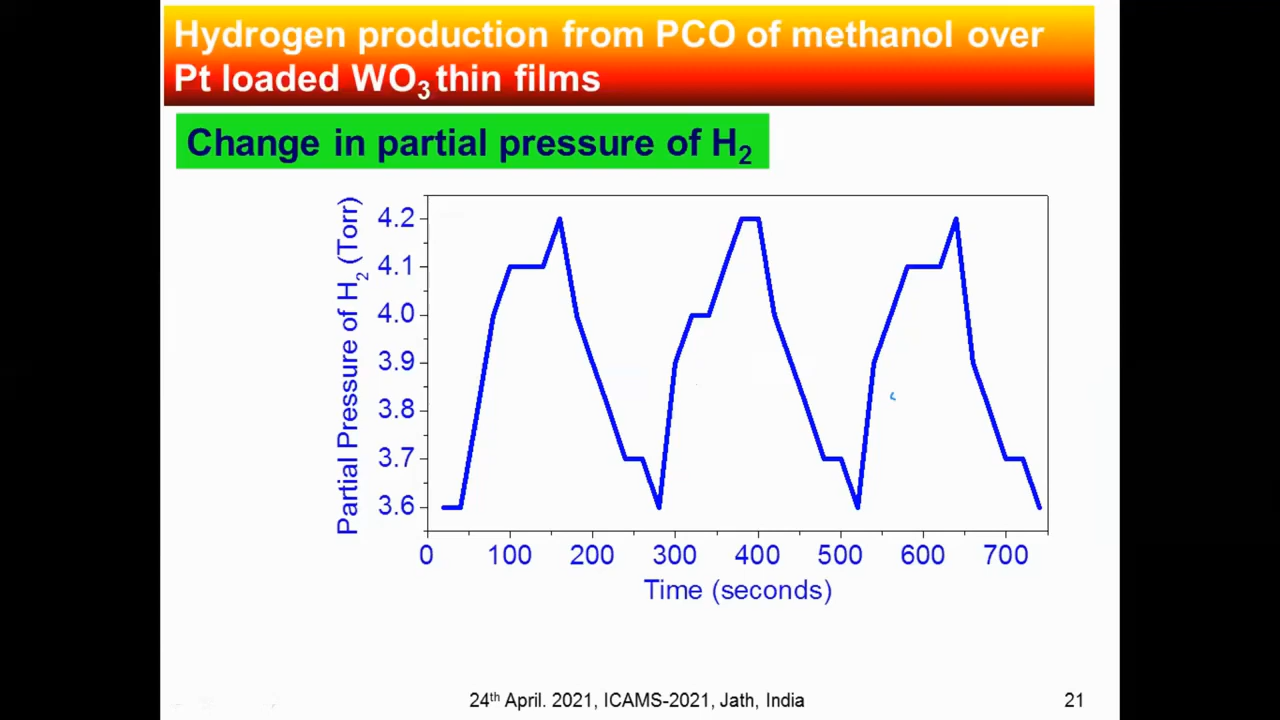 Hydrogen production from PCO of methanol over
Pt loaded WO₃ thin films
Change in partial pressure of H₂
Partial Pressure of H₂ (Torr)
4.2
4.1
4.0
3.9
3.8
3.7
3.6
0 100 200 300 400 500 600 700
Time (seconds)
24ᵗʰ April. 2021, ICAMS-2021, Jath, India
21